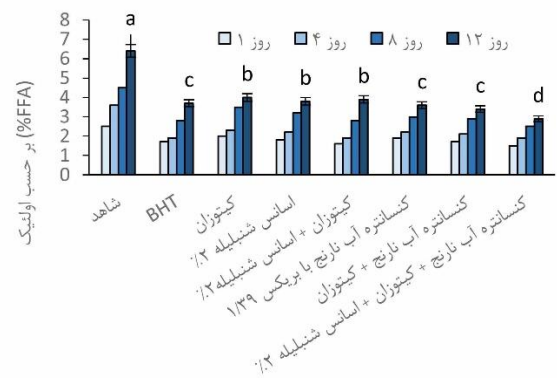 روز ۱ روز ۴ روز ۸ روز ۱۲
8
7
6
5
4
3
2
1
0
بر حسب اولئیک (%FFA)
a
c
b
b
b
c
c
d
شاهد
BHT
کیتوزان
اسانس شنبلیله ۲٪
کیتوزان + اسانس شنبلیله۲٪
کنسانتره آب نارنج با بریکس ۱/۳۹
کنسانتره آب نارنج + کیتوزان
کنسانتره آب نارنج + کیتوزان + اسانس شنبلیله ۲٪